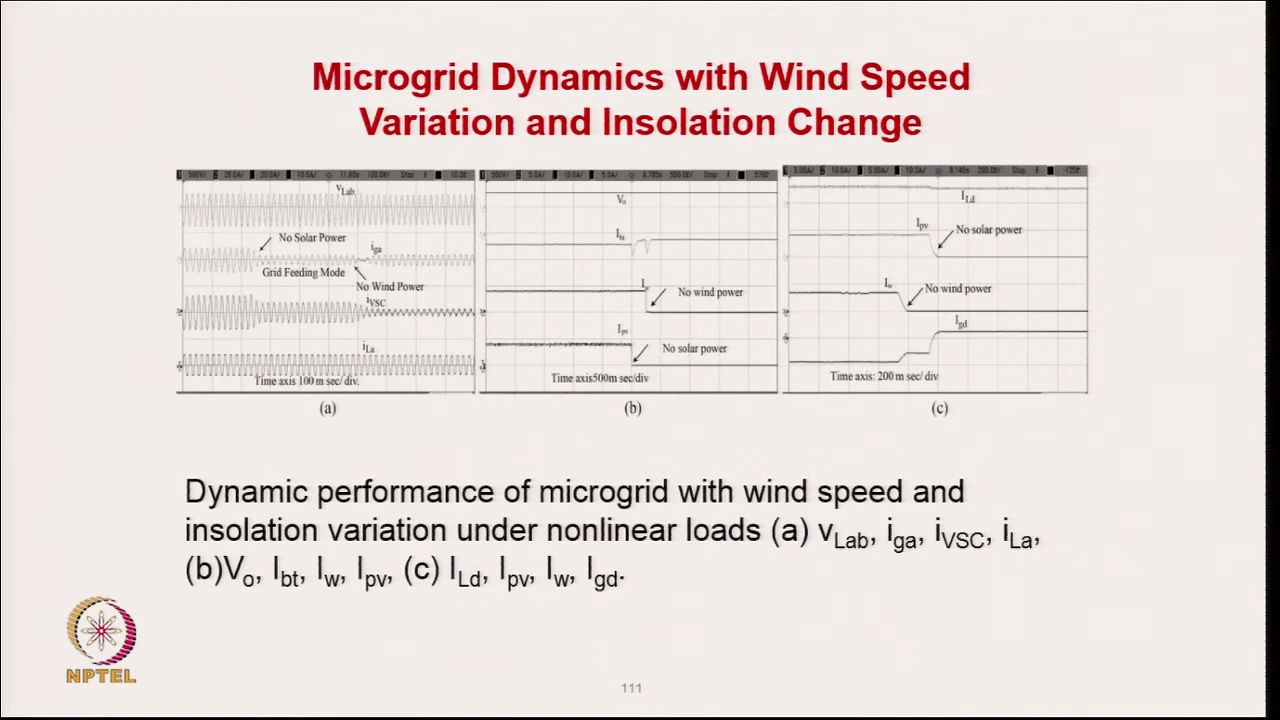 Microgrid Dynamics with Wind Speed
Variation and Insolation Change
vLab
No Solar Power
iga
Grid Feeding Mode
No Wind Power
iVSC
iLa
Time axis 100 m sec/ div.
(a)
Vo
Ibt
Iw
No wind power
Ipv
No solar power
Time axis500m sec/div
(b)
ILd
Ipv
No solar power
Iw
No wind power
Igd
Time axis: 200 m sec/ div
(c)
Dynamic performance of microgrid with wind speed and
insolation variation under nonlinear loads (a) vLab, iga, iVSC, iLa,
(b)Vo, Ibt, Iw, Ipv, (c) ILd, Ipv, Iw, Igd.
NPTEL
111